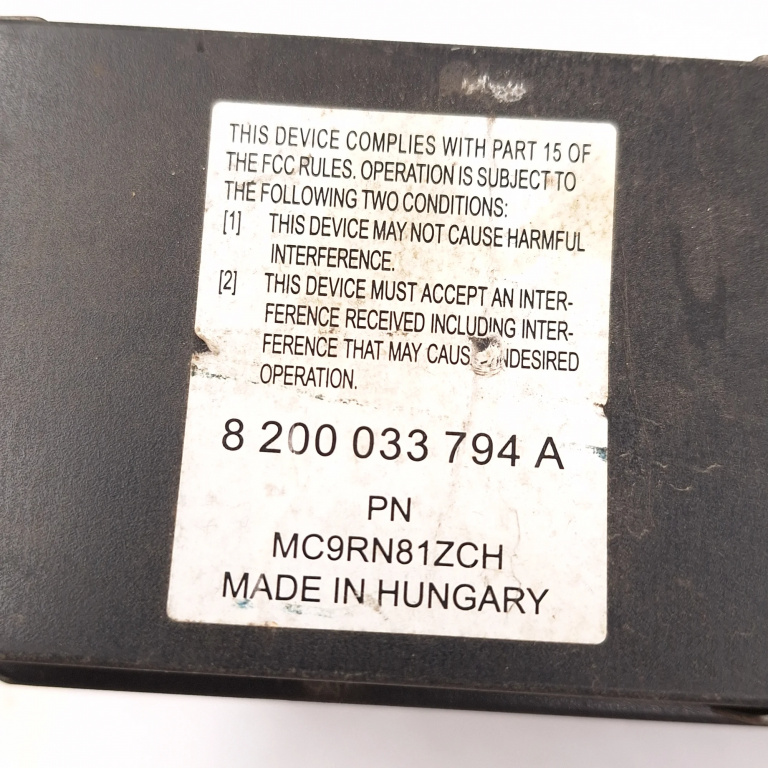 THIS DEVICE COMPLIES WITH PART 15 OF
THE FCC RULES. OPERATION IS SUBJECT TO
THE FOLLOWING TWO CONDITIONS:
[1] THIS DEVICE MAY NOT CAUSE HARMFUL
INTERFERENCE.
[2] THIS DEVICE MUST ACCEPT AN INTER-
FERENCE RECEIVED INCLUDING INTER-
FERENCE THAT MAY CAUS NDESIRED
OPERATION.
8 200 033 794 A
PN
MC9RN81ZCH
MADE IN HUNGARY